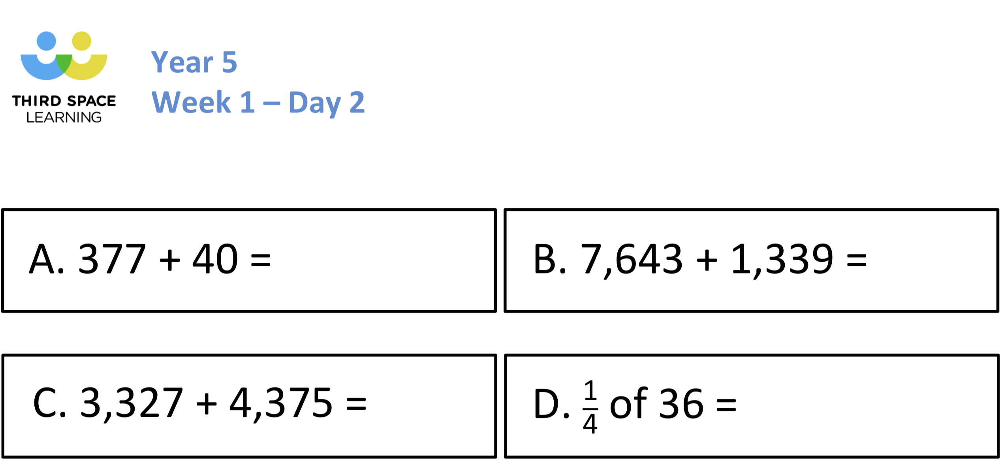 THIRD SPACE
LEARNING
Year 5
Week 1 – Day 2
A. 377 + 40 =
B. 7,643 + 1,339 =
C. 3,327 + 4,375 =
D. 1/4 of 36 =